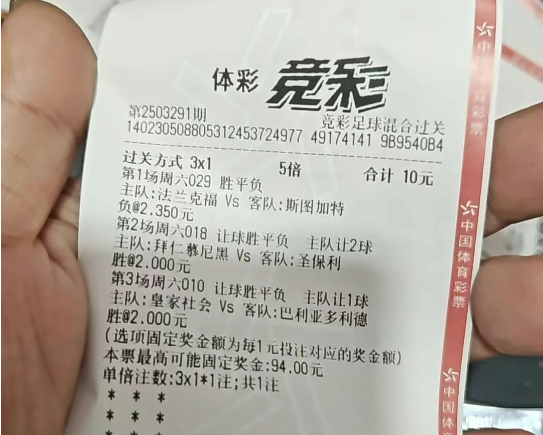 体彩 竞彩
第2503291期 竞彩足球混合过关
140230508805312453724977 49174141 9B9540B4
过关方式 3x1 5倍 合计 10元
第1场周六029 胜平负
主队:法兰克福 Vs 客队:斯图加特
负@2.350元
第2场周六018 让球胜平负 主队让2球
主队:拜仁慕尼黑 Vs 客队:圣保利
胜@2.000元
第3场周六010 让球胜平负 主队让1球
主队:皇家社会 Vs 客队:巴利亚多利德
胜@2.000元
(选项固定奖金额为每1元投注对应的奖金额)
本票最高可能固定奖金:94.00元
单倍注数:3x1*1注;共1注
* * *
* * *
* * *
中国体育彩票
中国体育彩票
中国体